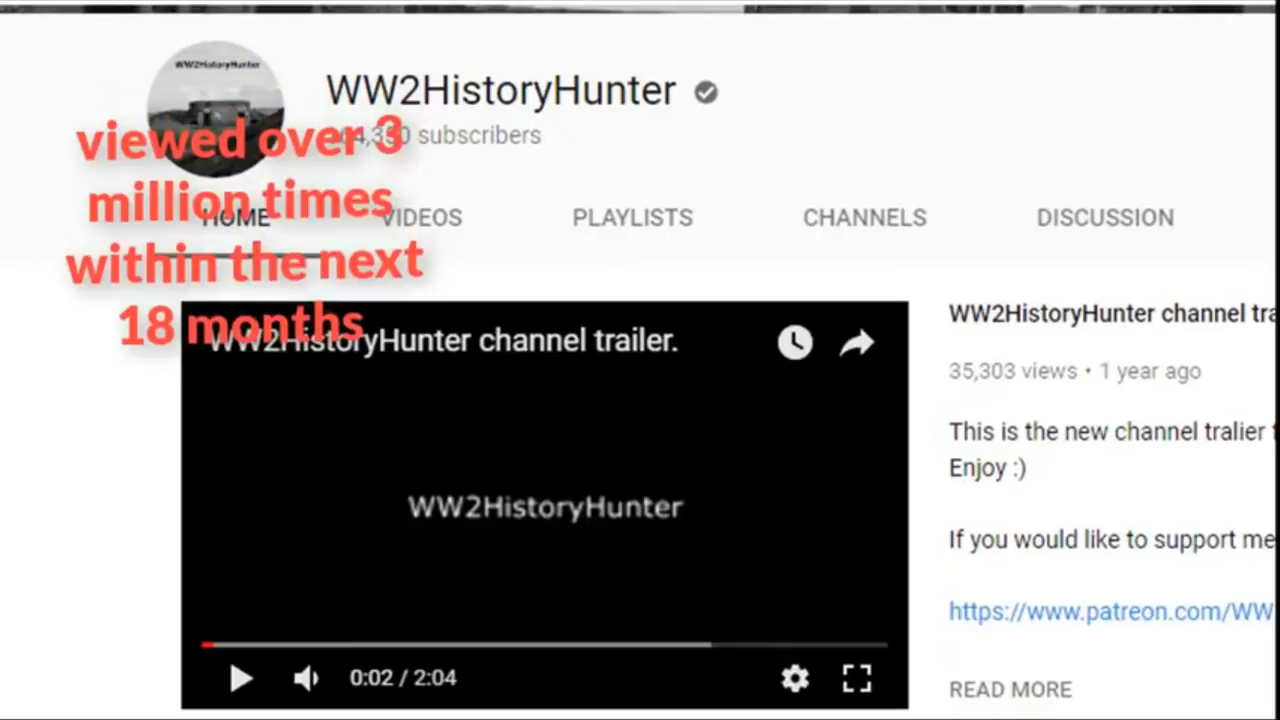 WW2HistoryHunter
WW2HistoryHunter
subscribers
viewed over 3
million times
within the next
18 months
HOME
VIDEOS
PLAYLISTS
CHANNELS
DISCUSSION
WW2HistoryHunter channel trailer.
WW2HistoryHunter
0:02 / 2:04
WW2HistoryHunter channel
35,303 views • 1 year ago
This is the new channel tralier
Enjoy :)
If you would like to support me
https://www.patreon.com/WW
READ MORE